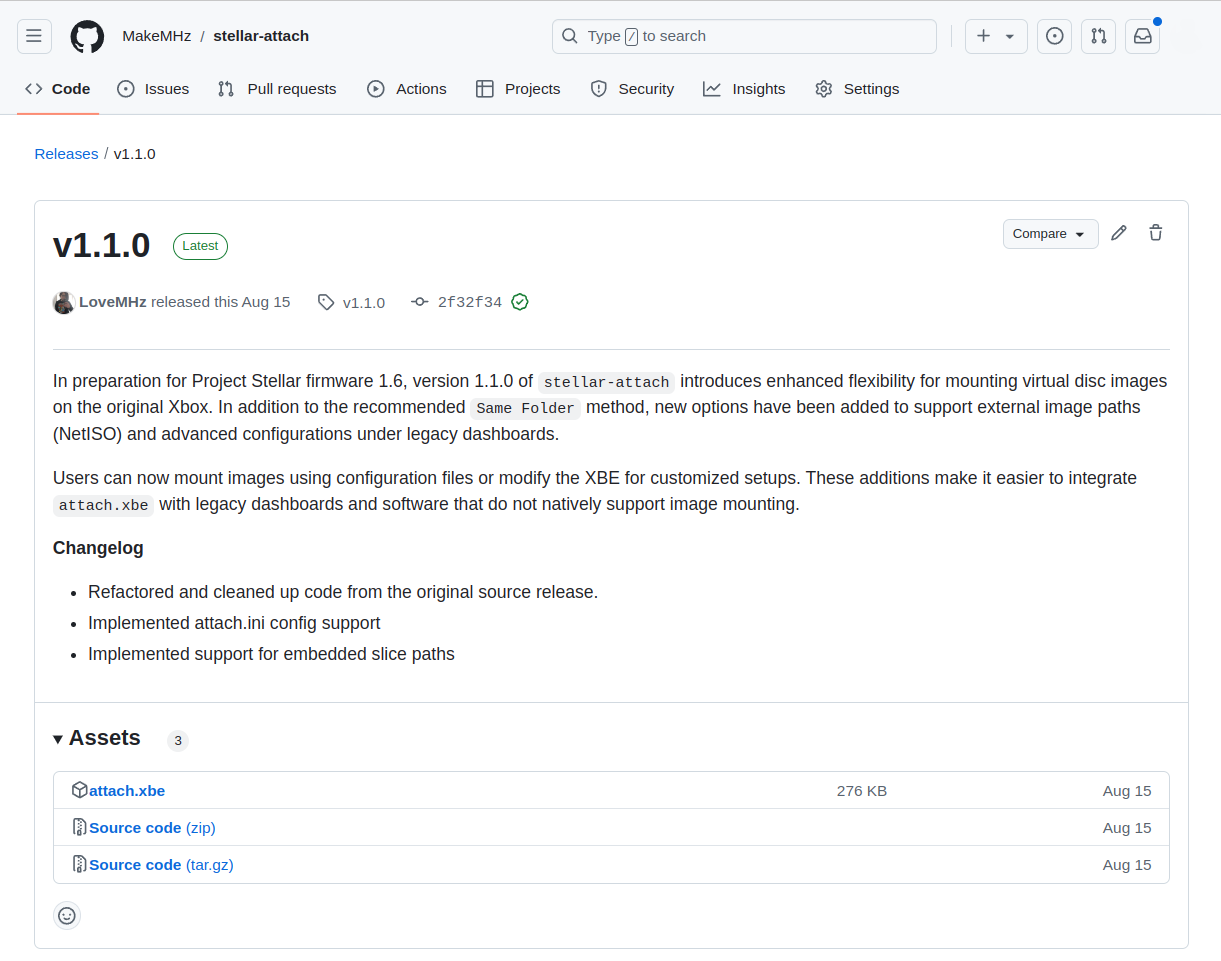 MakeMHz / stellar-attach
Type / to search
Code Issues Pull requests Actions Projects Security Insights Settings
Releases / v1.1.0
v1.1.0 Latest
Compare
LoveMHz released this Aug 15 v1.1.0 2f32f34
In preparation for Project Stellar firmware 1.6, version 1.1.0 of stellar-attach introduces enhanced flexibility for mounting virtual disc images
on the original Xbox. In addition to the recommended Same Folder method, new options have been added to support external image paths
(NetISO) and advanced configurations under legacy dashboards.
Users can now mount images using configuration files or modify the XBE for customized setups. These additions make it easier to integrate
attach.xbe with legacy dashboards and software that do not natively support image mounting.
Changelog
• Refactored and cleaned up code from the original source release.
• Implemented attach.ini config support
• Implemented support for embedded slice paths
Assets 3
attach.xbe 276 KB Aug 15
Source code (zip) Aug 15
Source code (tar.gz) Aug 15